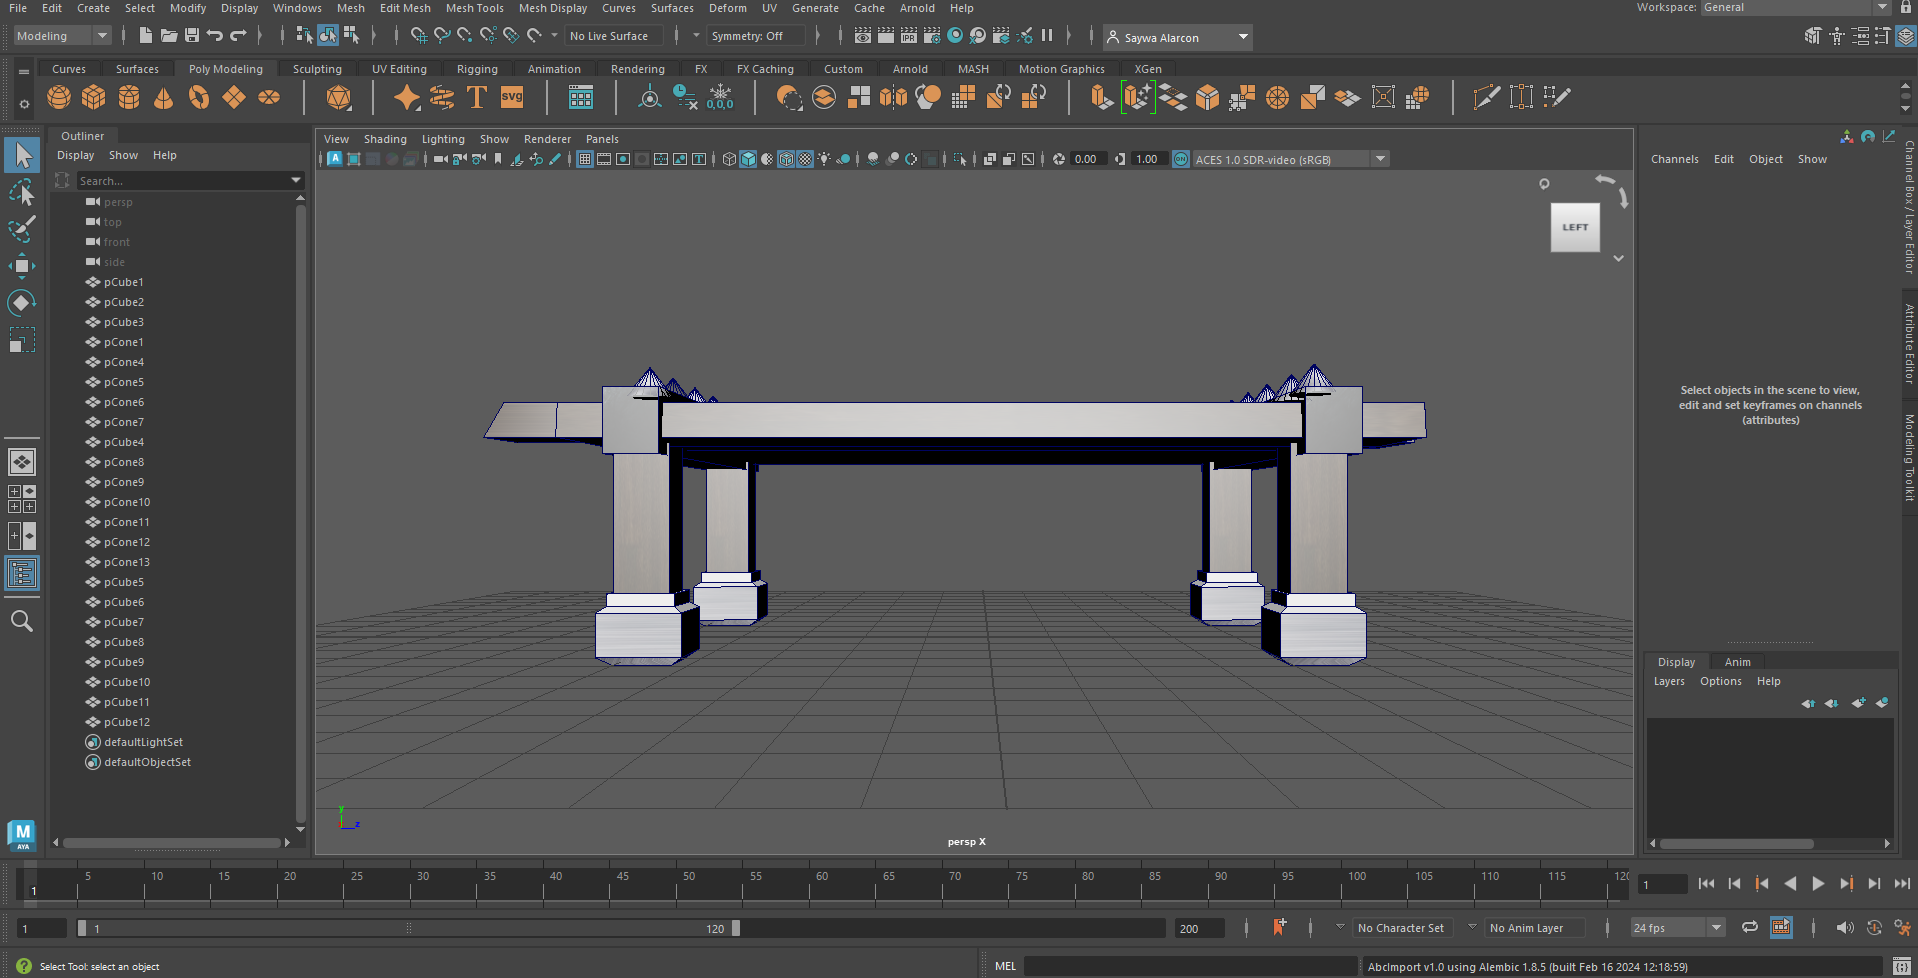 File Edit Create Select Modify Display Windows Mesh Edit Mesh Mesh Tools Mesh Display Curves Surfaces Deform UV Generate Cache Arnold Help Workspace: General
Modeling No Live Surface Symmetry: Off IPR Saywa Alarcon
Curves Surfaces Poly Modeling Sculpting UV Editing Rigging Animation Rendering FX FX Caching Custom Arnold MASH Motion Graphics XGen
T svg 0,0,0
Outliner
Display Show Help
Search...
persp
top
front
side
pCube1
pCube2
pCube3
pCone1
pCone4
pCone5
pCone6
pCone7
pCube4
pCone8
pCone9
pCone10
pCone11
pCone12
pCone13
pCube5
pCube6
pCube7
pCube8
pCube9
pCube10
pCube11
pCube12
defaultLightSet
defaultObjectSet
M
AYA
View Shading Lighting Show Renderer Panels
A T 0.00 1.00 ON ACES 1.0 SDR-video (sRGB)
LEFT
y
z
persp X
Channels Edit Object Show
Select objects in the scene to view,
edit and set keyframes on channels
(attributes)
Channel Box / Layer Editor
Attribute Editor
Modeling Toolkit
Display Anim
Layers Options Help
1 5 10 15 20 25 30 35 40 45 50 55 60 65 70 75 80 85 90 95 100 105 110 115 120 1
1 1 120 200 No Character Set No Anim Layer 24 fps
? Select Tool: select an object MEL AbcImport v1.0 using Alembic 1.8.5 (built Feb 16 2024 12:18:59)